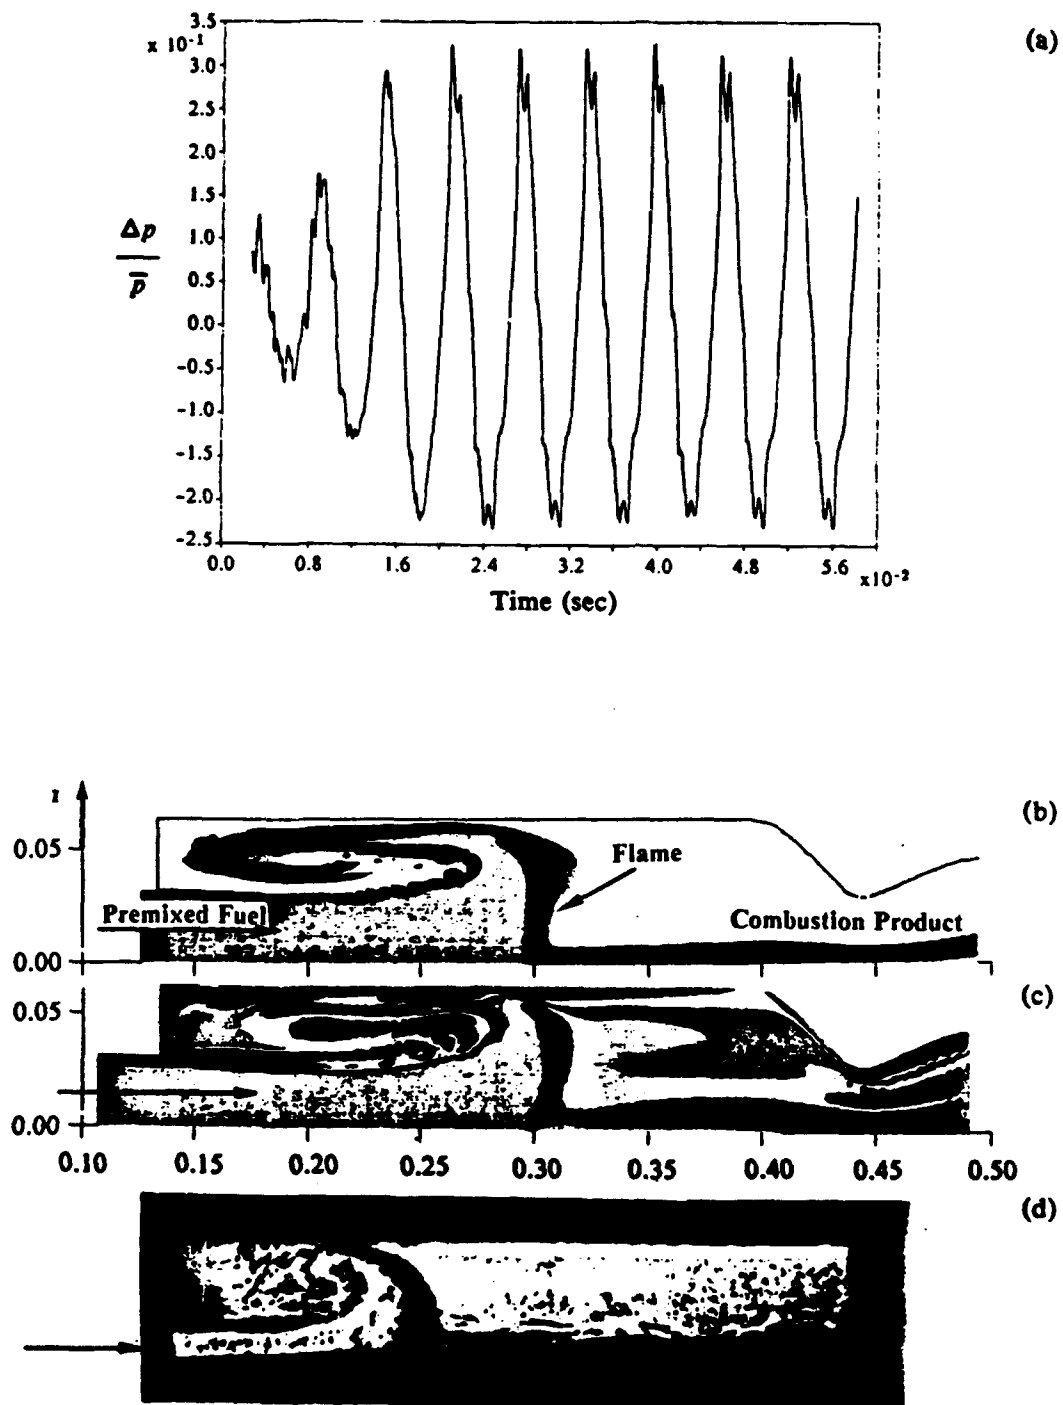 (a)
3.5
x 10-1
3.0
2.5
2.0
1.5
1.0
0.5
0.0
-0.5
-1.0
-1.5
-2.0
-2.5
Δp
p̄
0.0 0.8 1.6 2.4 3.2 4.0 4.8 5.6 x10-2
Time (sec)
(b)
r
0.05
Flame
Premixed Fuel
Combustion Product
0.00
(c)
0.05
0.00
0.10 0.15 0.20 0.25 0.30 0.35 0.40 0.45 0.50
(d)